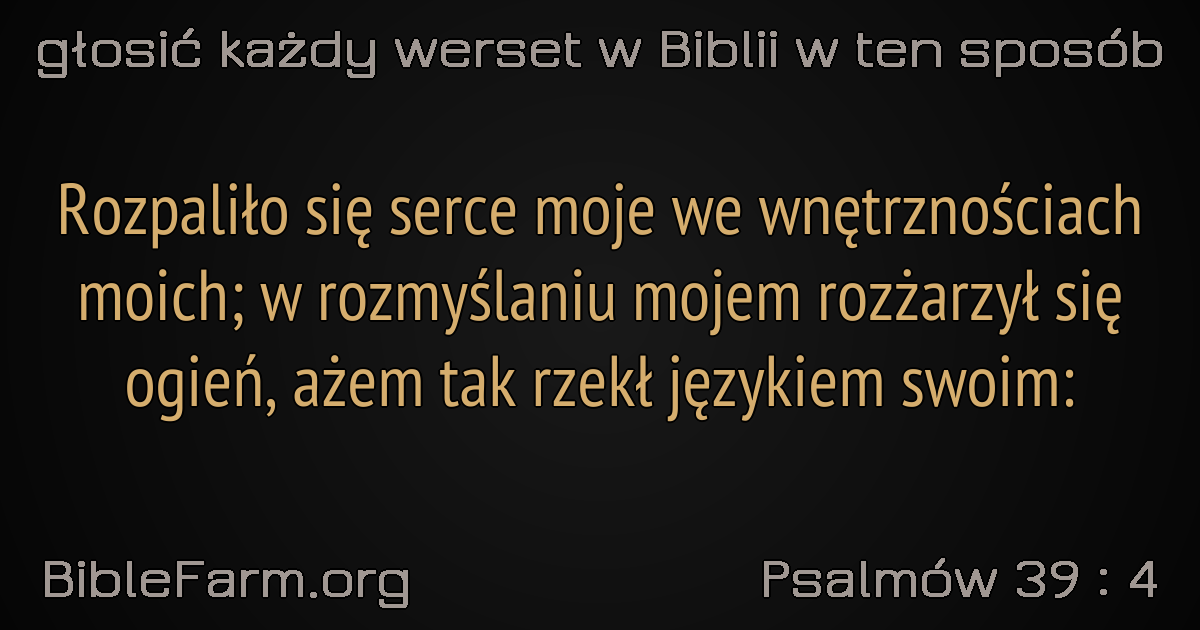 głosić każdy werset w Biblii w ten sposób
Rozpaliło się serce moje we wnętrznościach
moich; w rozmyślaniu mojem rozżarzył się
ogień, ażem tak rzekł językiem swoim:
BibleFarm.org
Psalmów 39 : 4